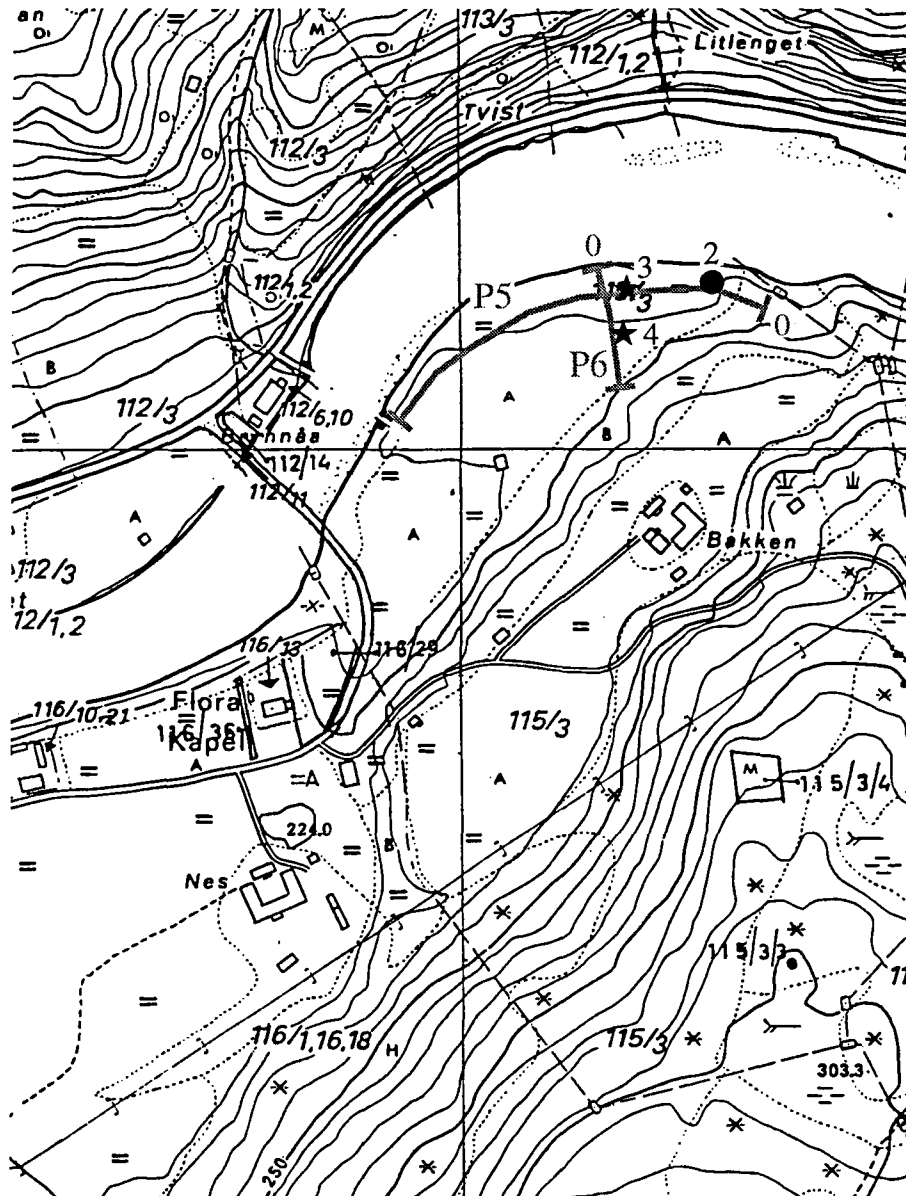 an
M
113/3
112/1,2
Litlenget
Tvist
112/3
M
112/1,2
0
3
2
P5
4
0
P6
B
A
112/3
112/6,10
B
A
112/14
112/11
A
A
Bakken
112/3
12/1,2
116/13
116/29
116/10-21
Flora
Kapell
A
A
115/3
A
M
115/3/4
224.0
B
Nes
115/3/3
11
116/1,16,18
H
115/3
303.3
250